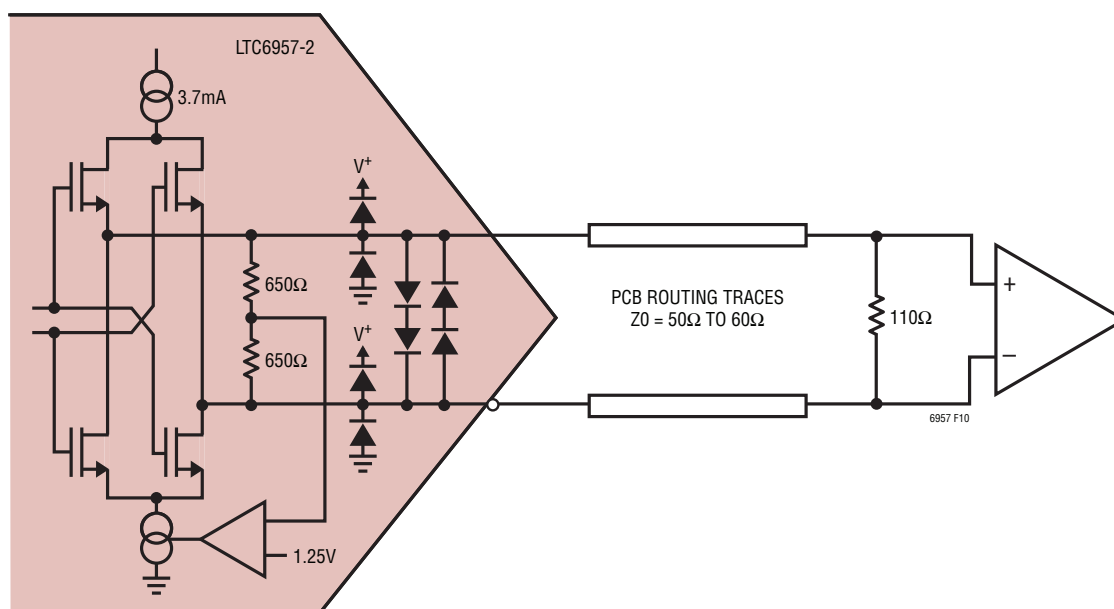 LTC6957-2
3.7mA
V+
650Ω
650Ω
V+
1.25V
PCB ROUTING TRACES
Z0 = 50Ω TO 60Ω
110Ω
+
−
6957 F10